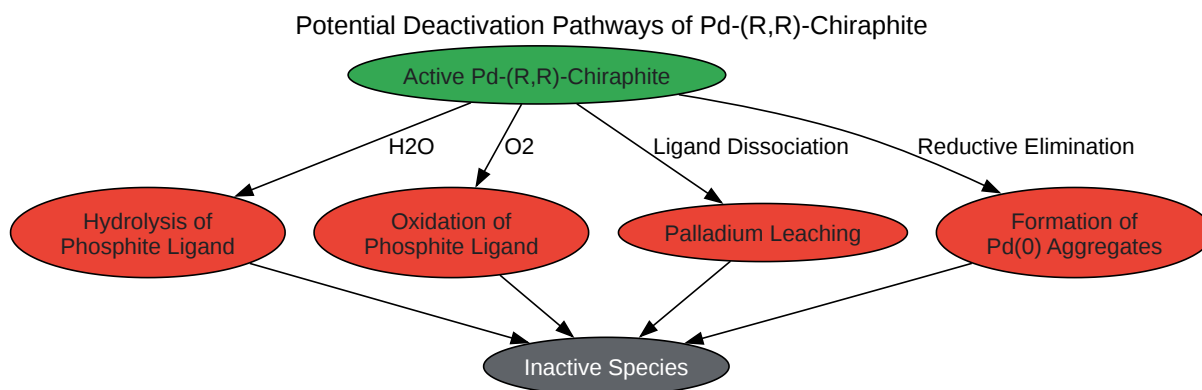 Potential Deactivation Pathways of Pd-(R,R)-Chiraphite
Active Pd-(R,R)-Chiraphite
H2O
O2
Ligand Dissociation
Reductive Elimination
Hydrolysis of
Phosphite Ligand
Oxidation of
Phosphite Ligand
Palladium Leaching
Formation of
Pd(0) Aggregates
Inactive Species